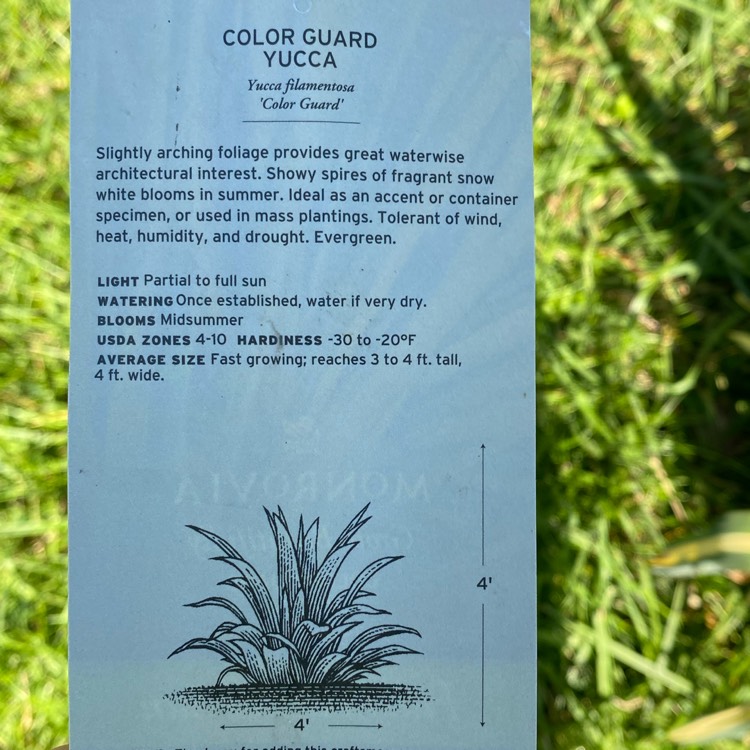 COLOR GUARD
YUCCA
Yucca filamentosa
'Color Guard'
Slightly arching foliage provides great waterwise
architectural interest. Showy spires of fragrant snow
white blooms in summer. Ideal as an accent or container
specimen, or used in mass plantings. Tolerant of wind,
heat, humidity, and drought. Evergreen.
LIGHT Partial to full sun
WATERING Once established, water if very dry.
BLOOMS Midsummer
USDA ZONES 4-10 HARDINESS -30 to -20°F
AVERAGE SIZE Fast growing; reaches 3 to 4 ft. tall,
4 ft. wide.
MONROVIA
4'
4'
for adding this